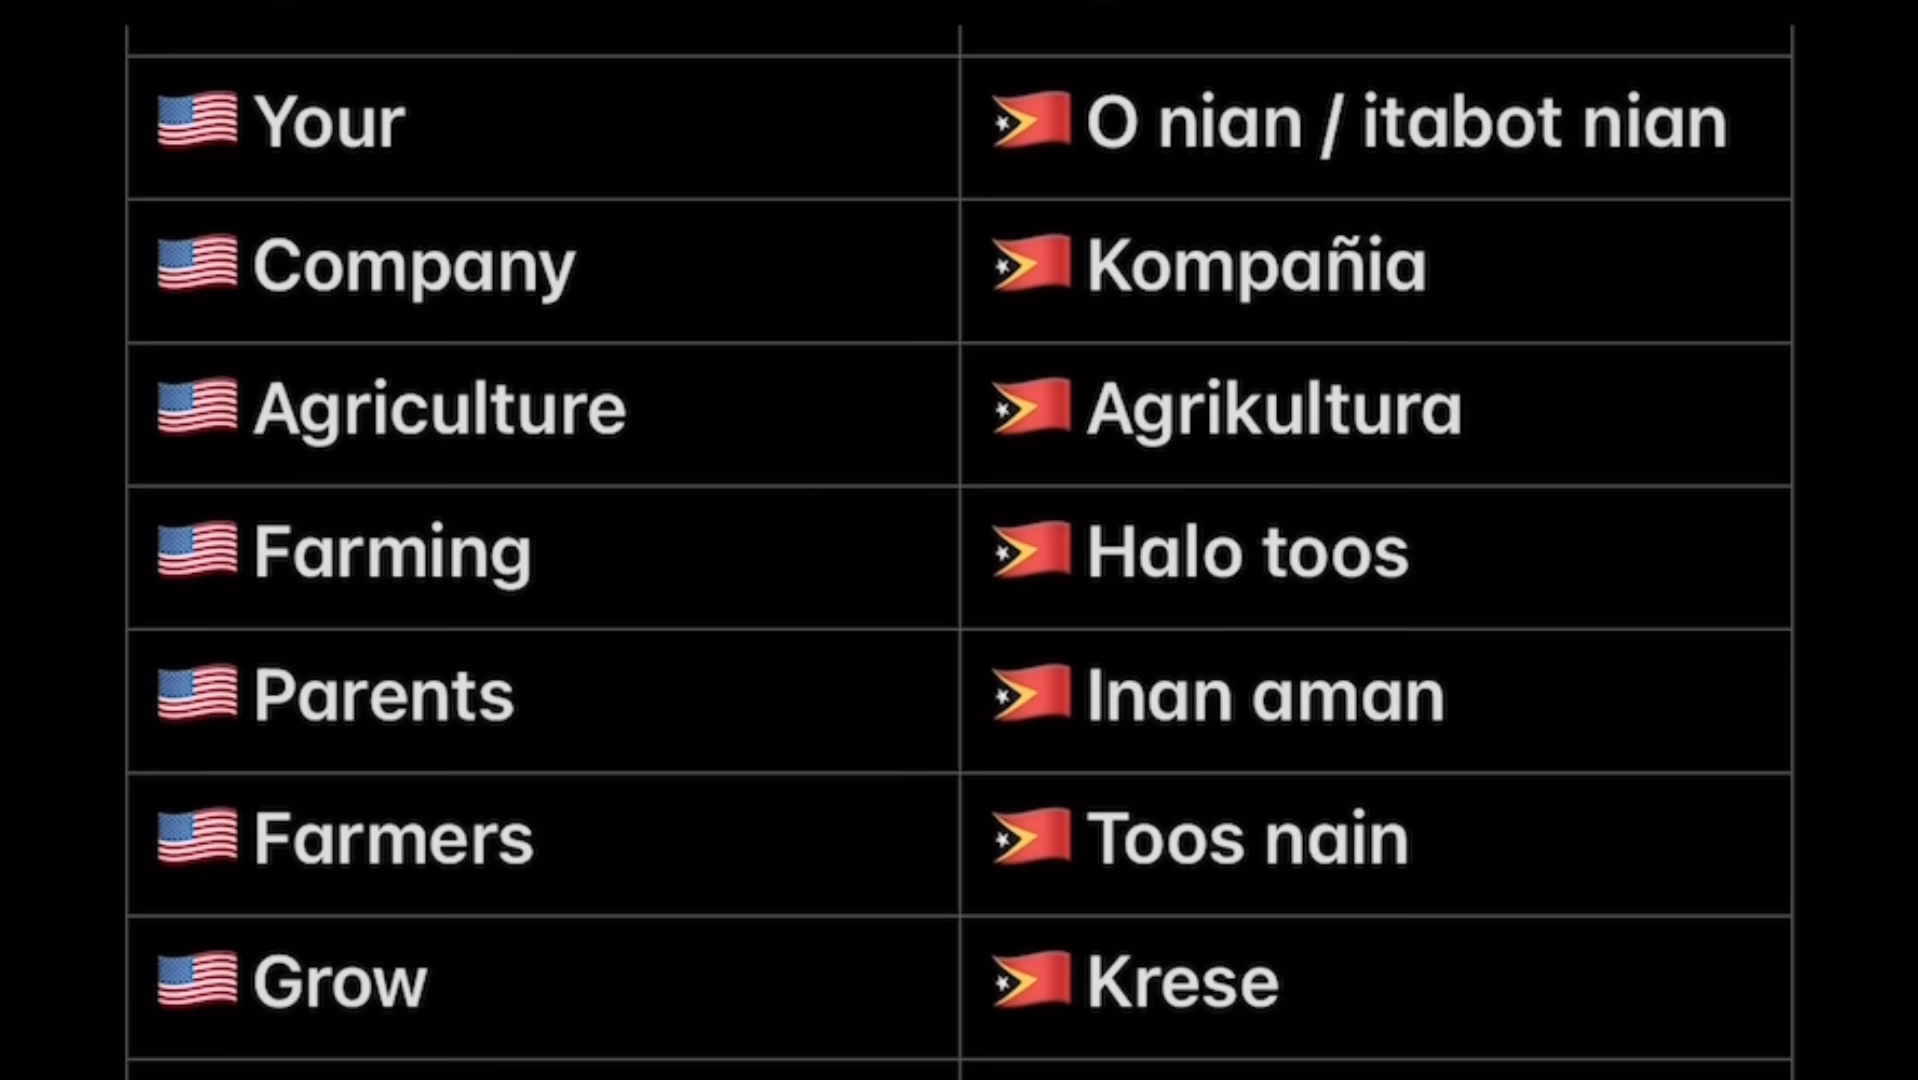 Your O nian / itabot nian
Company Kompañia
Agriculture Agrikultura
Farming Halo toos
Parents Inan aman
Farmers Toos nain
Grow Krese